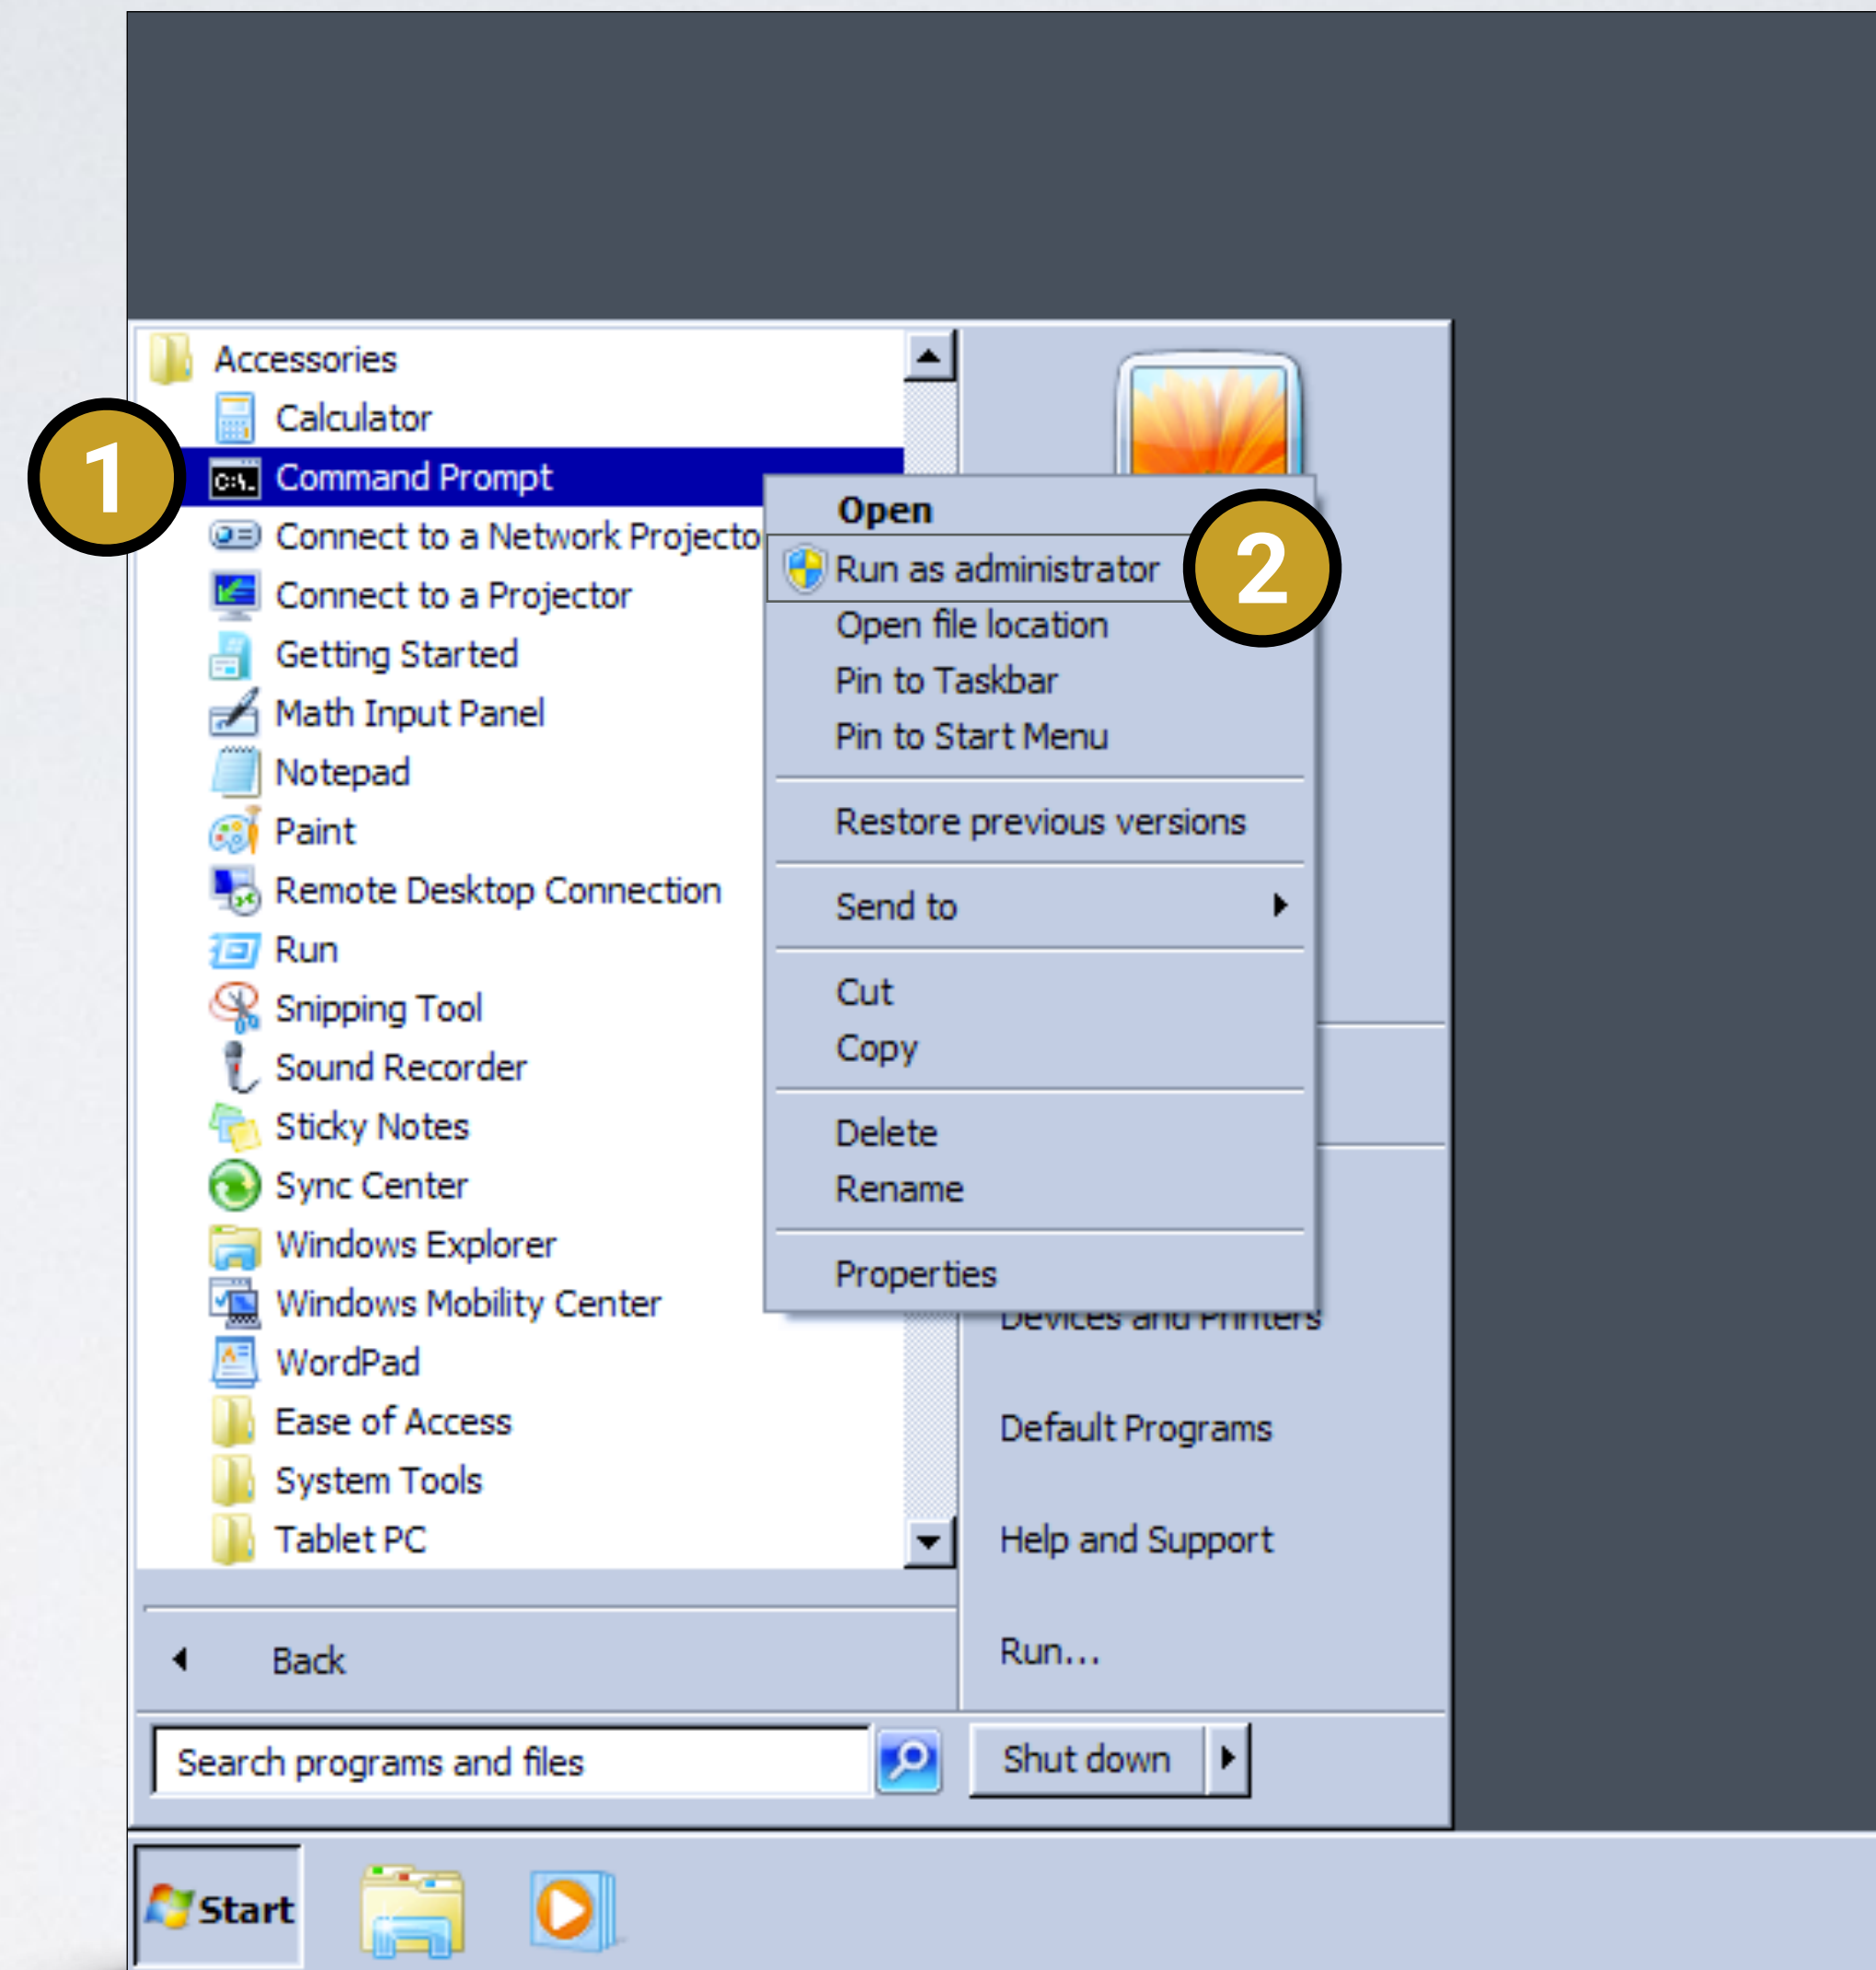 Accessories
Calculator
1
Command Prompt
C:\.
Connect to a Network Projecto
Connect to a Projector
Getting Started
Math Input Panel
Notepad
Paint
Remote Desktop Connection
Run
Snipping Tool
Sound Recorder
Sticky Notes
Sync Center
Windows Explorer
Windows Mobility Center
WordPad
Ease of Access
System Tools
Tablet PC
Back
Search programs and files
Open
Run as administrator
2
Open file location
Pin to Taskbar
Pin to Start Menu
Restore previous versions
Send to
Cut
Copy
Delete
Rename
Properties
Devices and Printers
Default Programs
Help and Support
Run...
Shut down
Start